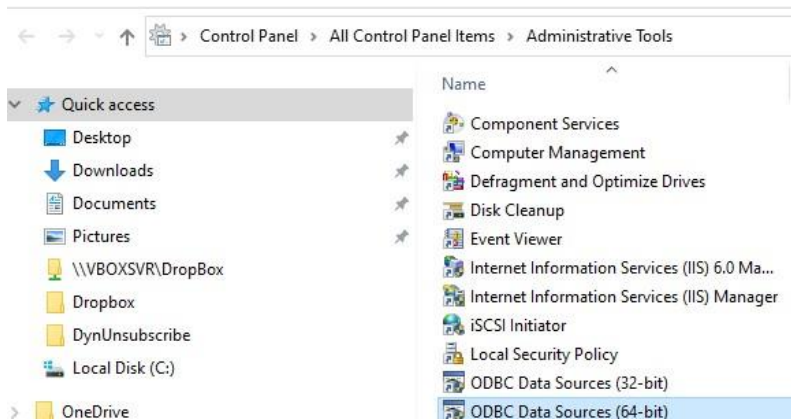 Control Panel > All Control Panel Items > Administrative Tools
Quick access
Desktop
Downloads
Documents
Pictures
\\VBOXSVR\DropBox
Dropbox
DynUnsubscribe
Local Disk (C:)
OneDrive
Name
Component Services
Computer Management
Defragment and Optimize Drives
Disk Cleanup
Event Viewer
Internet Information Services (IIS) 6.0 Ma...
Internet Information Services (IIS) Manager
iSCSI Initiator
Local Security Policy
ODBC Data Sources (32-bit)
ODBC Data Sources (64-bit)